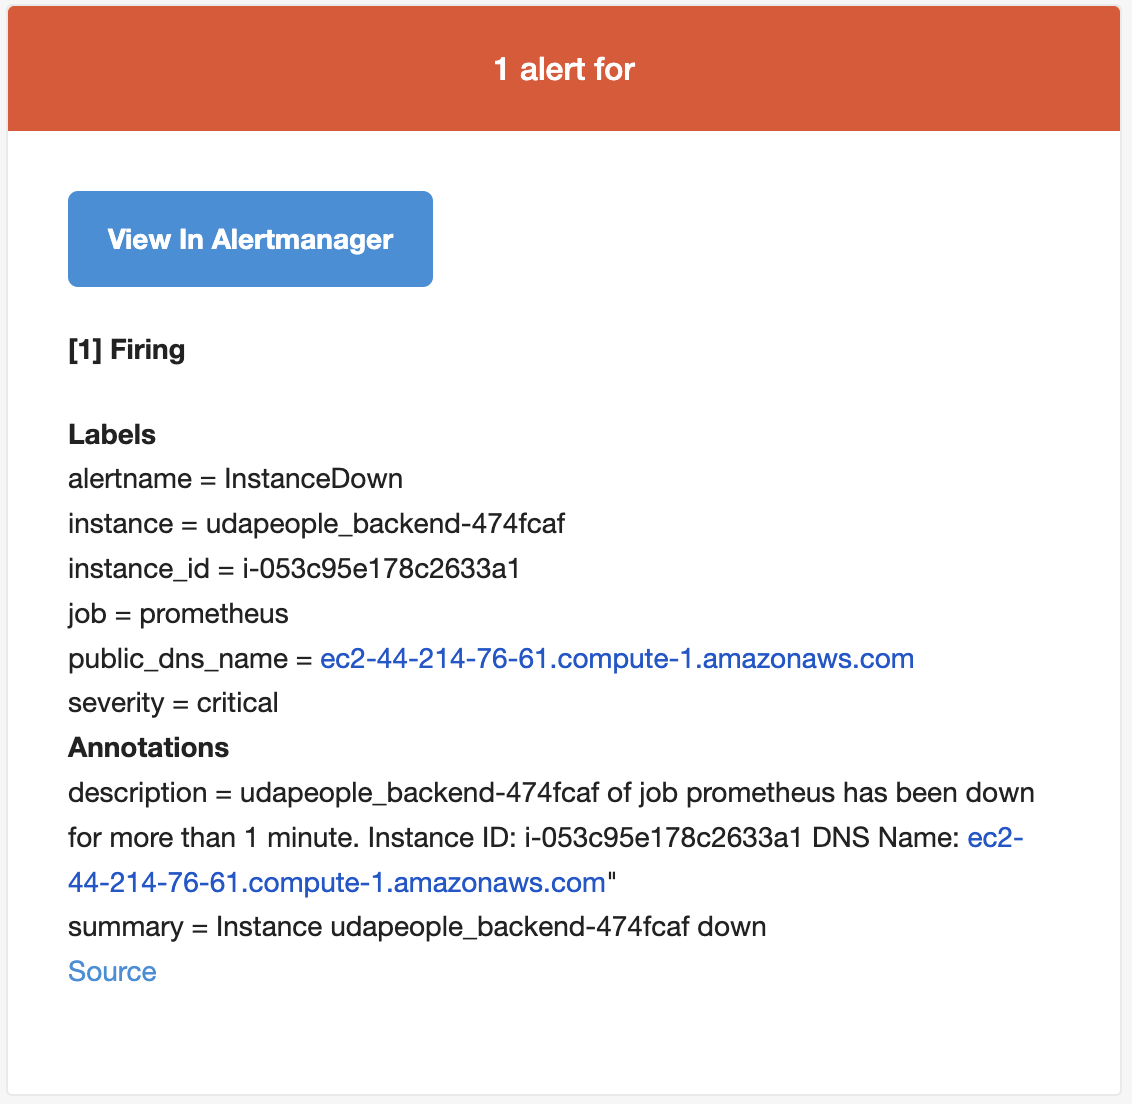 1 alert for
View In Alertmanager
[1] Firing
Labels
alertname = InstanceDown
instance = udapeople_backend-474fcaf
instance_id = i-053c95e178c2633a1
job = prometheus
public_dns_name = ec2-44-214-76-61.compute-1.amazonaws.com
severity = critical
Annotations
description = udapeople_backend-474fcaf of job prometheus has been down
for more than 1 minute. Instance ID: i-053c95e178c2633a1 DNS Name: ec2-
44-214-76-61.compute-1.amazonaws.com"
summary = Instance udapeople_backend-474fcaf down
Source